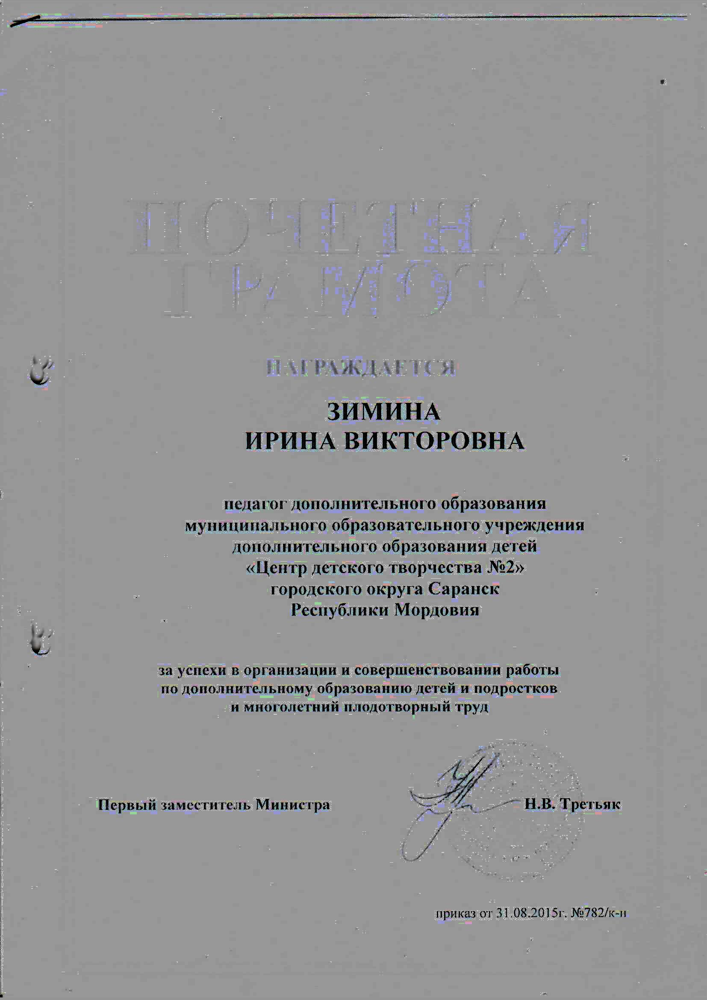 ПОЧЕТНАЯ
ГРАМОТА
НАГРАЖДАЕТСЯ
ЗИМИНА
ИРИНА ВИКТОРОВНА
педагог дополнительного образования
муниципального образовательного учреждения
дополнительного образования детей
«Центр детского творчества №2»
городского округа Саранск
Республики Мордовия
за успехи в организации и совершенствовании работы
по дополнительному образованию детей и подростков
и многолетний плодотворный труд
Первый заместитель Министра
Н.В. Третьяк
приказ от 31.08.2015г. №782/к-н